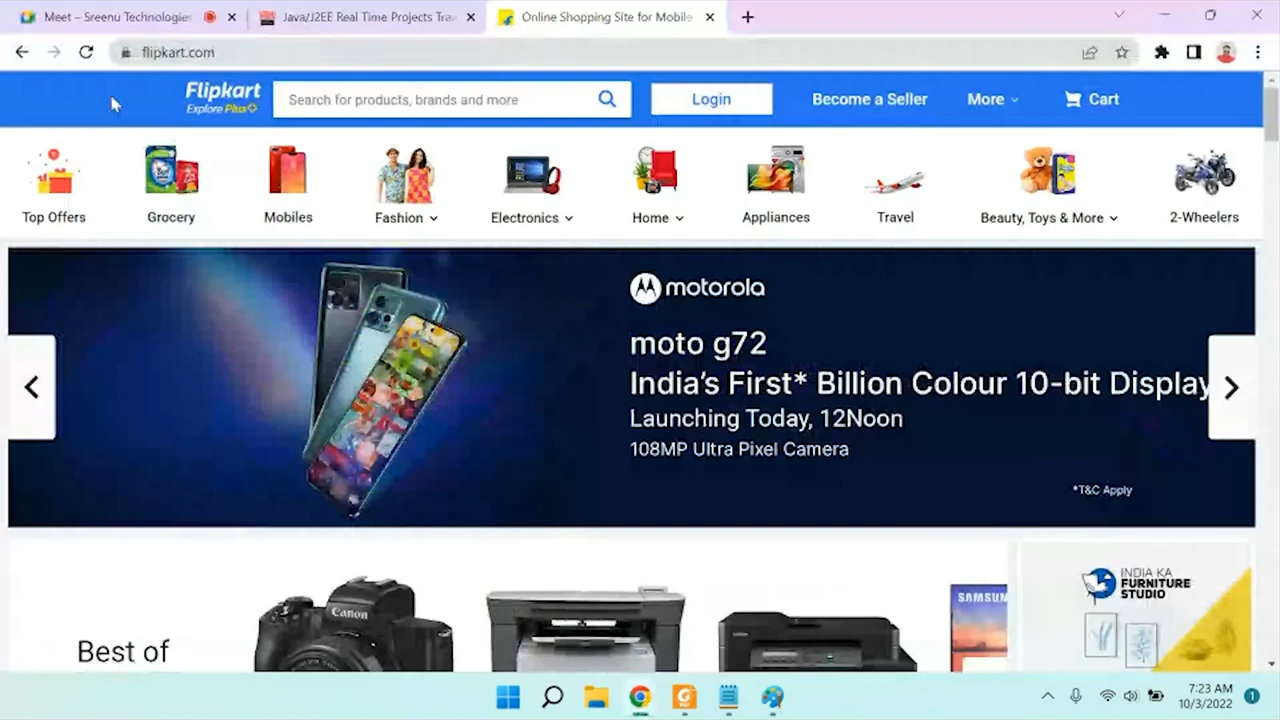 Meet – Sreenu Technologies
Java/J2EE Real Time Projects Tra
Online Shopping Site for Mobile
flipkart.com
Flipkart
Explore Plus
Search for products, brands and more
Login
Become a Seller
More
Cart
Top Offers
Grocery
Mobiles
Fashion
Electronics
Home
Appliances
Travel
Beauty, Toys & More
2-Wheelers
motorola
moto g72
India's First* Billion Colour 10-bit Display
Launching Today, 12Noon
108MP Ultra Pixel Camera
*T&C Apply
INDIA KA
FURNITURE
STUDIO
SAMSUN
Canon
Best of
7:23 AM
10/3/2022
1